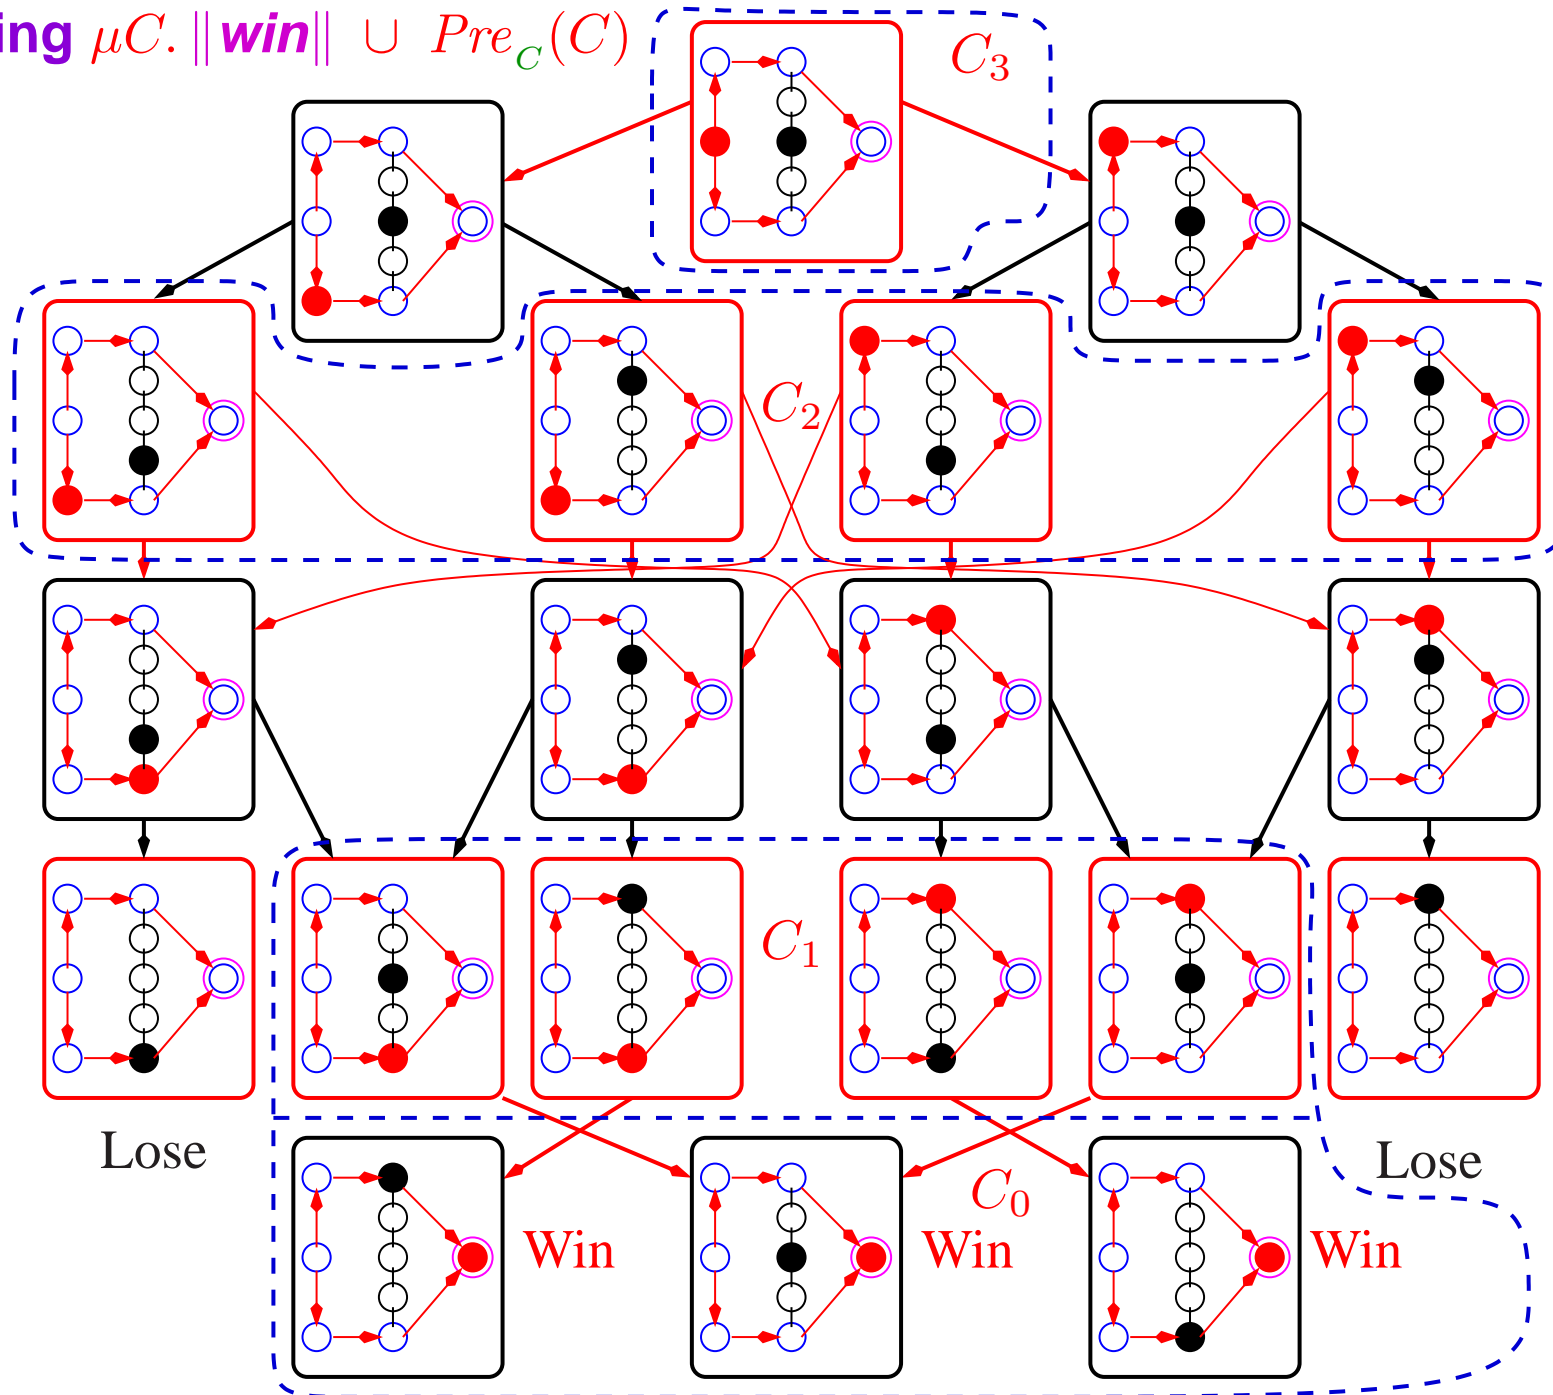 ing μC. ‖win‖ ∪ Pre_C(C)
C₃
C₂
C₁
Lose
Lose
C₀
Win
Win
Win